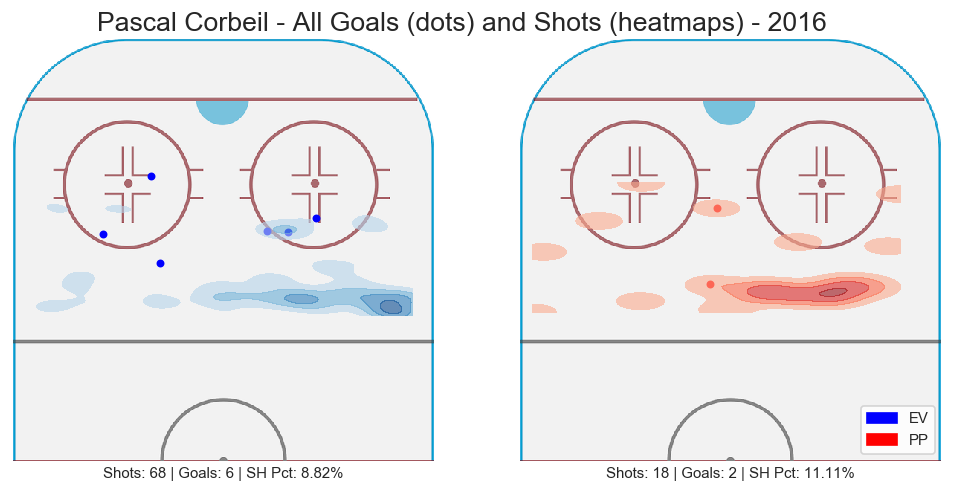 Pascal Corbeil - All Goals (dots) and Shots (heatmaps) - 2016
EV
PP
Shots: 68 | Goals: 6 | SH Pct: 8.82%
Shots: 18 | Goals: 2 | SH Pct: 11.11%